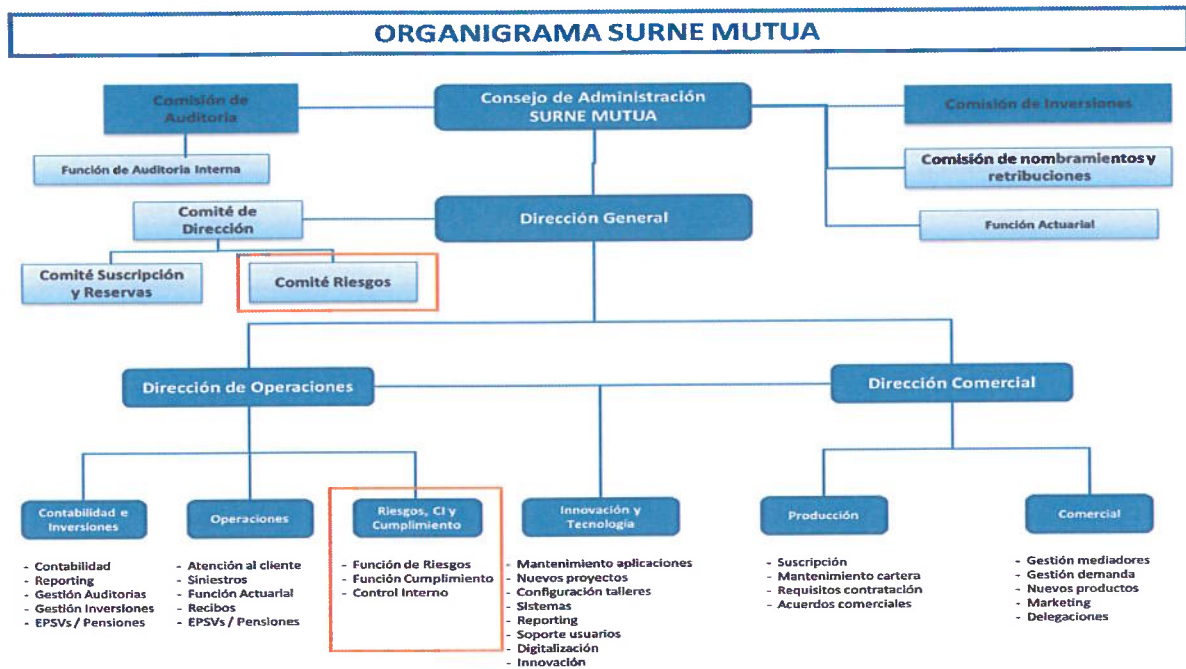 ORGANIGRAMA SURNE MUTUA
Comisión de
Auditoria
Consejo de Administración
SURNE MUTUA
Comisión de Inversiones
Función de Auditoria Interna
Comisión de nombramientos y
retribuciones
Comité de
Dirección
Dirección General
Función Actuarial
Comité Suscripción
y Reservas
Comité Riesgos
Dirección de Operaciones
Dirección Comercial
Contabilidad e
Inversiones
Operaciones
Riesgos, CI y
Cumplimiento
Innovación y
Tecnología
Producción
Comercial
- Contabilidad
- Reporting
- Gestión Auditorias
- Gestión Inversiones
- EPSVs / Pensiones
- Atención al cliente
- Siniestros
- Función Actuarial
- Recibos
- EPSVs / Pensiones
- Función de Riesgos
- Función Cumplimiento
- Control Interno
- Mantenimiento aplicaciones
- Nuevos proyectos
- Configuración talleres
- Sistemas
- Reporting
- Soporte usuarios
- Digitalización
- Innovación
- Suscripción
- Mantenimiento cartera
- Requisitos contratación
- Acuerdos comerciales
- Gestión mediadores
- Gestión demanda
- Nuevos productos
- Marketing
- Delegaciones